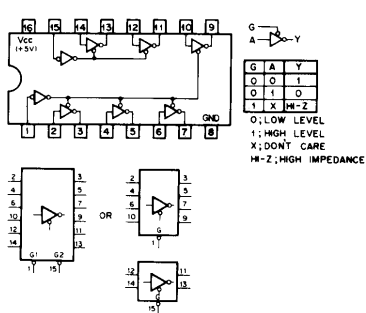 16 15 14 13 12 11 10 9
Vcc
(+5V)
GND
1 2 3 4 5 6 7 8
G
A Y
G A Y
0 0 1
0 1 0
1 X HI-Z
0; LOW LEVEL
1; HIGH LEVEL
X; DON'T CARE
HI-Z; HIGH IMPEDANCE
2 3
4 5
6 7
10 9
12 11
14 13
G1 G2
1 15
OR
2 3
4 5
6 7
10 9
G
1
12 11
14 13
G
15